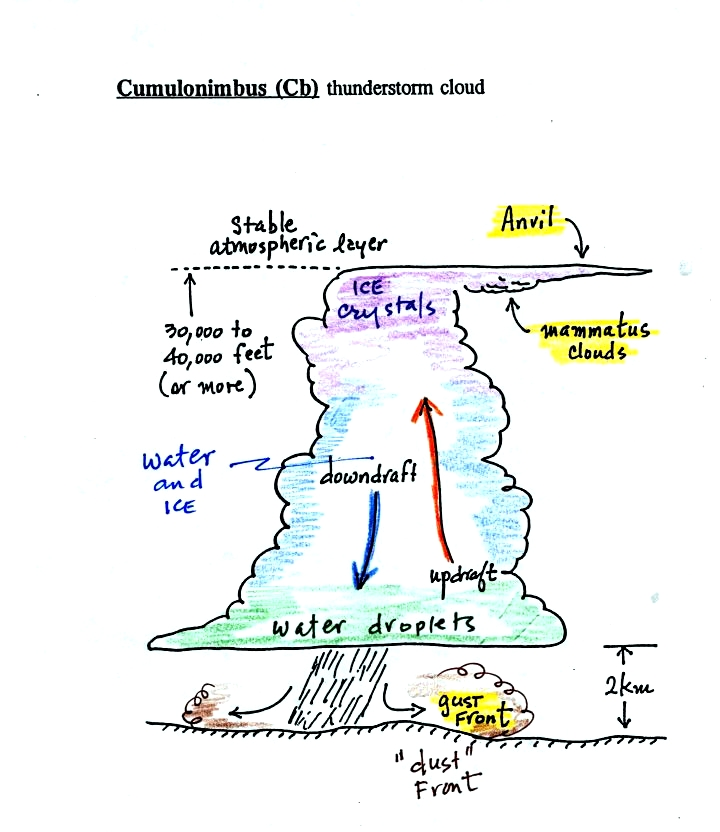 Cumulonimbus (Cb) thunderstorm cloud
Stable
atmospheric layer
Anvil
ICE
crystals
30,000 to
40,000 feet
(or more)
mammatus
clouds
water
and
ICE
downdraft
updraft
water droplets
2km
gust
Front
"dust"
Front